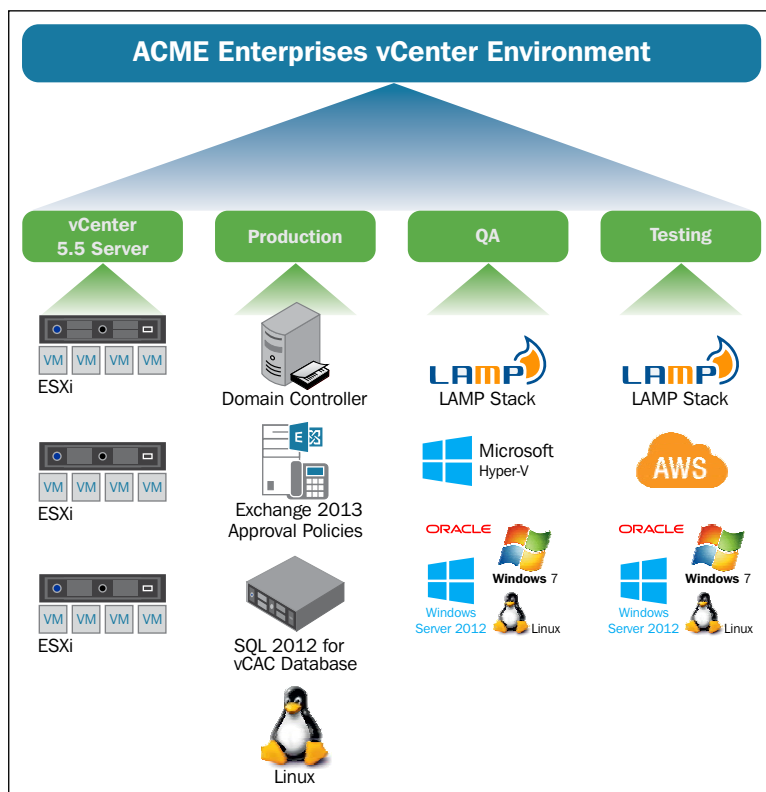 ACME Enterprises vCenter Environment
vCenter
5.5 Server
VM VM VM VM
ESXi
VM VM VM VM
ESXi
VM VM VM VM
ESXi
Production
Domain Controller
E
Exchange 2013
Approval Policies
SQL 2012 for
vCAC Database
Linux
QA
LAMP
LAMP Stack
Microsoft
Hyper-V
ORACLE
Windows 7
Windows
Server 2012
Linux
Testing
LAMP
LAMP Stack
AWS
ORACLE
Windows 7
Windows
Server 2012
Linux